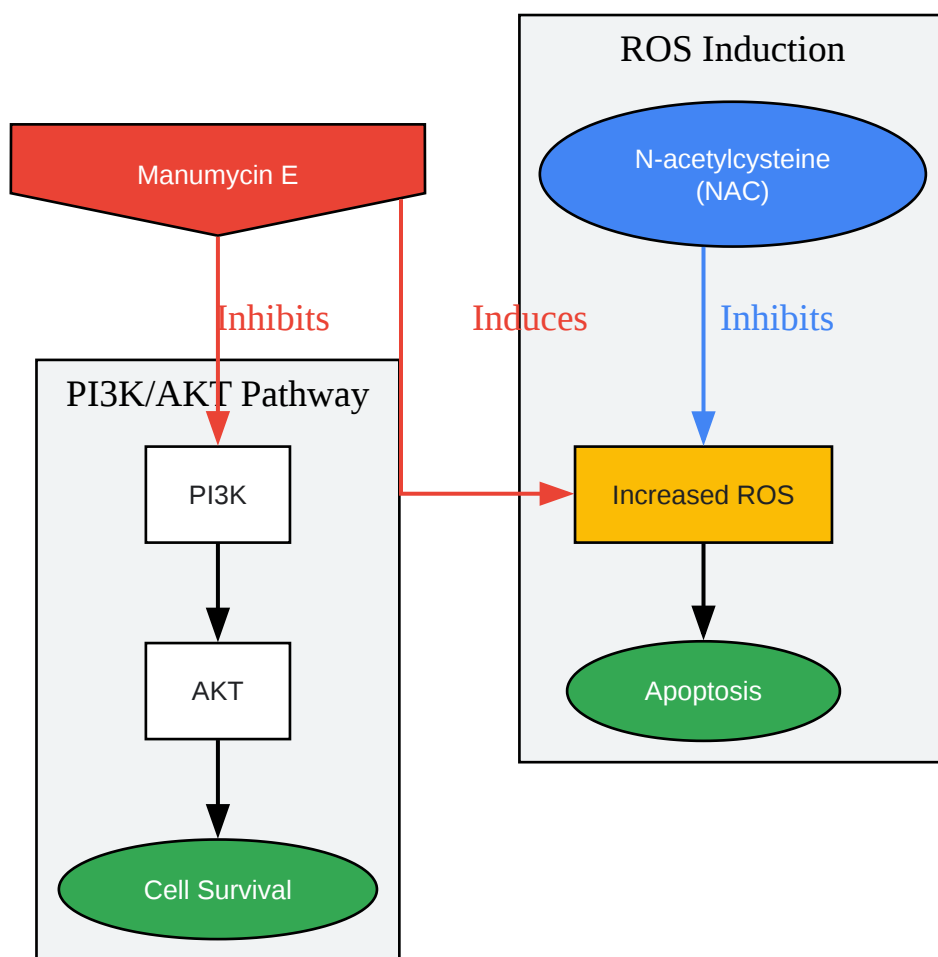 ROS Induction
N-acetylcysteine
(NAC)
Manumycin E
Inhibits
Induces
Inhibits
PI3K/AKT Pathway
PI3K
Increased ROS
AKT
Apoptosis
Cell Survival